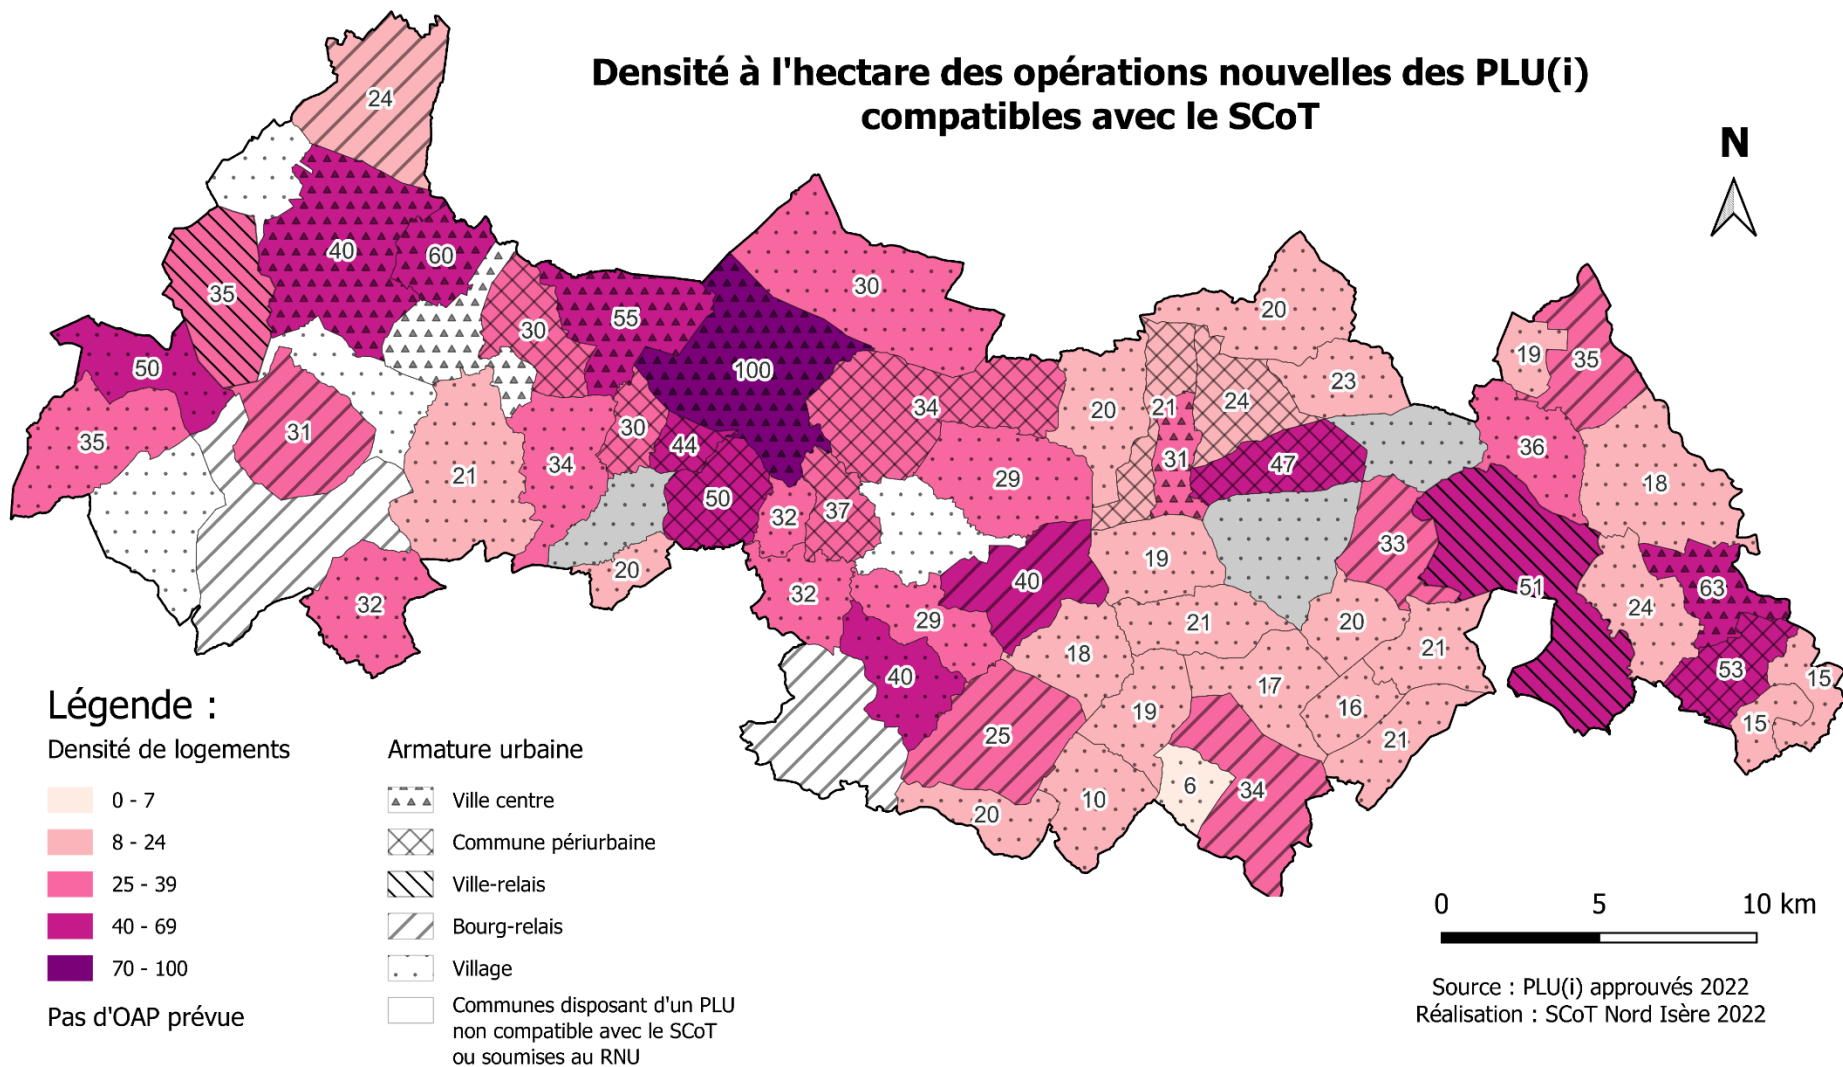 Densité à l'hectare des opérations nouvelles des PLU(i)
compatibles avec le SCoT
N
24
40
60
35
30
55
30
50
100
20
19
35
23
35
31
21
34
30
44
34
20
21
24
31
47
36
18
29
50
32
37
32
20
19
33
40
51
24
63
32
29
21
20
21
18
53
15
40
17
16
19
15
25
21
6
34
10
20
Légende :
Densité de logements
0 - 7
8 - 24
25 - 39
40 - 69
70 - 100
Pas d'OAP prévue
Armature urbaine
Ville centre
Commune périurbaine
Ville-relais
Bourg-relais
Village
Communes disposant d'un PLU
non compatible avec le SCoT
ou soumises au RNU
0 5 10 km
Source : PLU(i) approuvés 2022
Réalisation : SCoT Nord Isère 2022